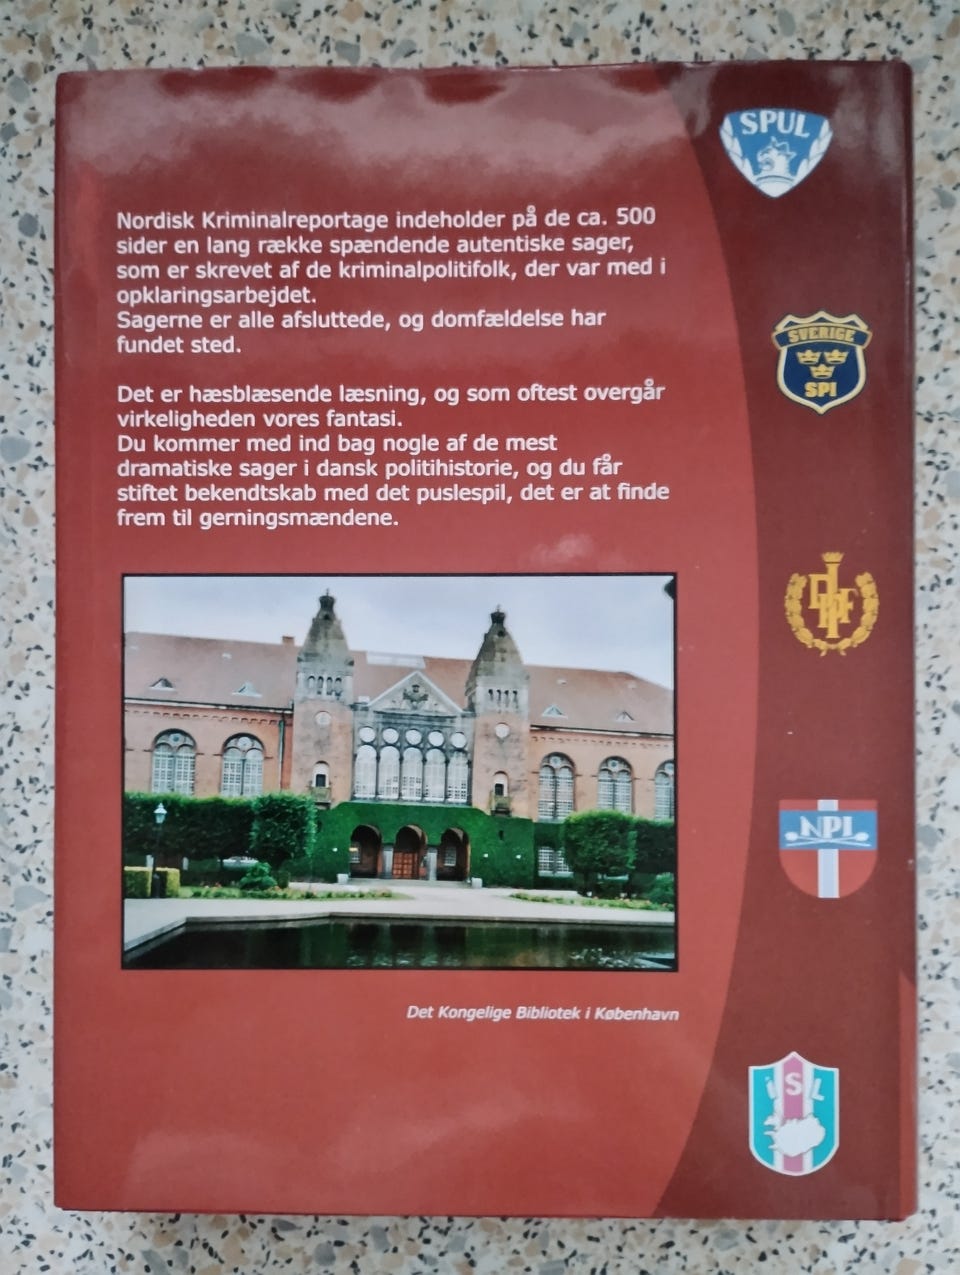 SPUL
Nordisk Kriminalreportage indeholder på de ca. 500
sider en lang række spændende autentiske sager,
som er skrevet af de kriminalpolitifolk, der var med i
opklaringsarbejdet.
Sagerne er alle afsluttede, og domfældelse har
fundet sted.
SVERIGE
SPI
Det er hæsblæsende læsning, og som oftest overgår
virkeligheden vores fantasi.
Du kommer med ind bag nogle af de mest
dramatiske sager i dansk politihistorie, og du får
stiftet bekendtskab med det puslespil, det er at finde
frem til gerningsmændene.
NPI
Det Kongelige Bibliotek i København
ÍSL